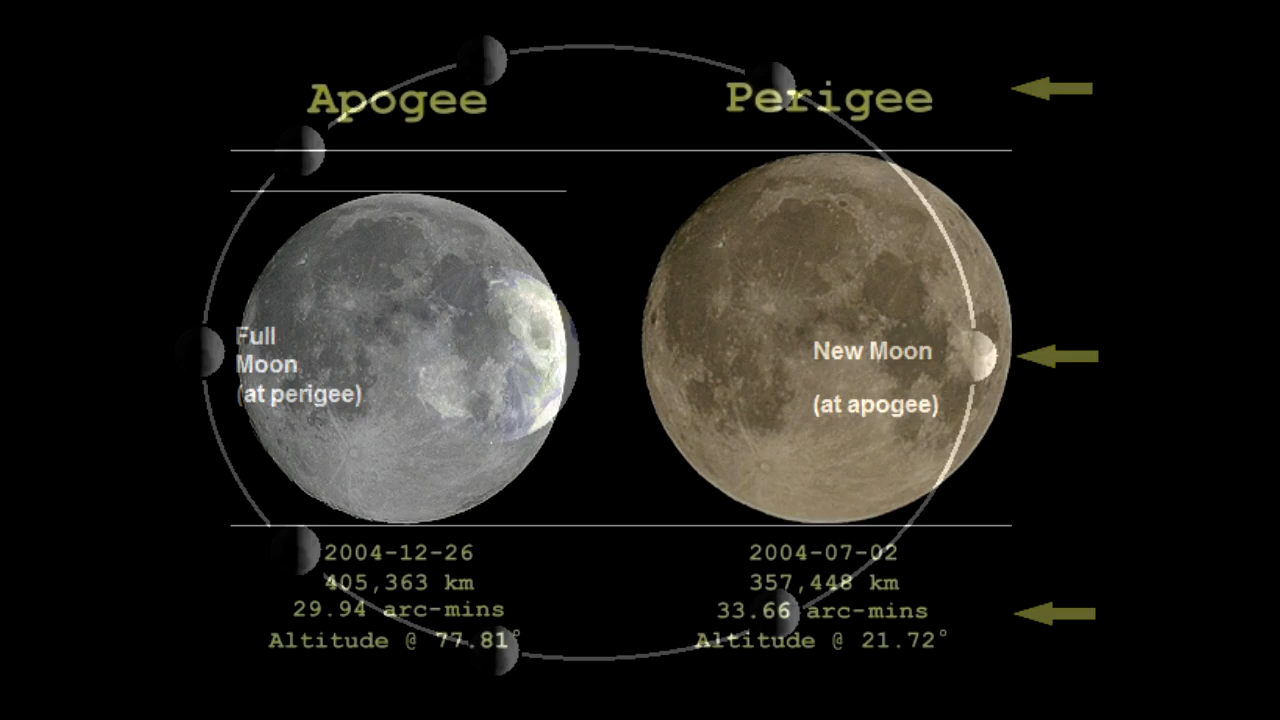 Apogee
Perigee
Full
Moon
(at perigee)
New Moon
(at apogee)
2004-12-26
405,363 km
29.94 arc-mins
Altitude @ 77.81°
2004-07-02
357,448 km
33.66 arc-mins
Altitude @ 21.72°